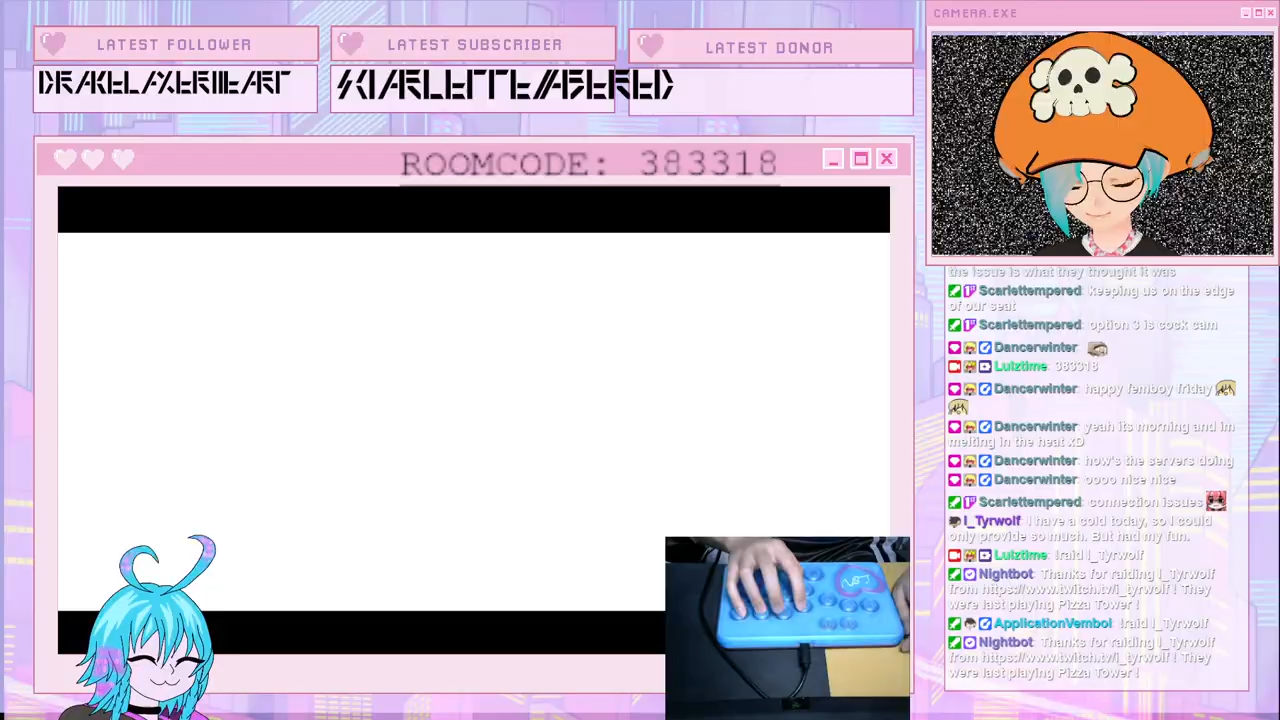 LATEST FOLLOWER
LATEST SUBSCRIBER
LATEST DONOR
CAMERA.EXE
ROOMCODE: 383318
the issue is what they thought it was
Scarlettempered: keeping us on the edge
of our seat
Scarlettempered: option 3 is cock cam
Dancerwinter
Luiztime: 383318
Dancerwinter: happy femboy friday
Dancerwinter: yeah its morning and im
melting in the heat xD
Dancerwinter: how's the servers doing
Dancerwinter: oooo nice nice
Scarlettempered: connection issues
I_Tyrwolf: I have a cold today, so I could
only provide so much. But had my fun.
Luiztime: !raid I_Tyrwolf
Nightbot: Thanks for raiding I_Tyrwolf
from https://www.twitch.tv/i_tyrwolf ! They
were last playing Pizza Tower !
ApplicationVembol: !raid I_Tyrwolf
Nightbot: Thanks for raiding I_Tyrwolf
from https://www.twitch.tv/i_tyrwolf ! They
were last playing Pizza Tower !